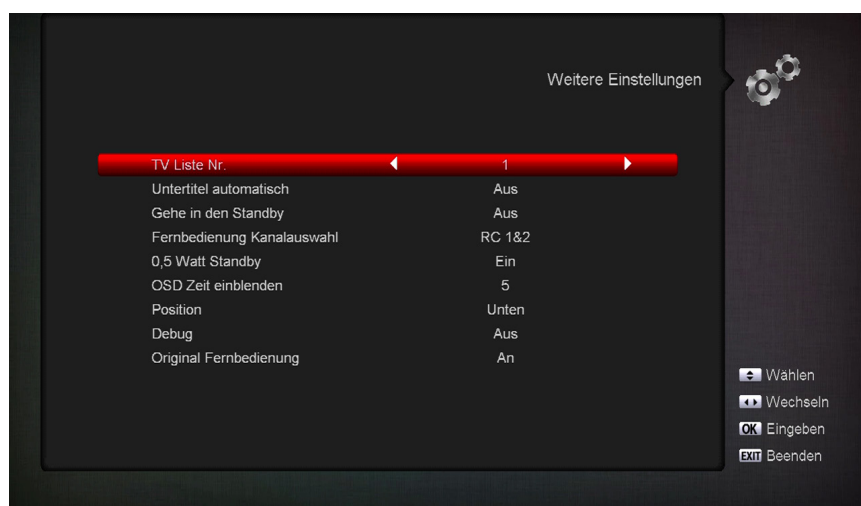 Weitere Einstellungen
TV Liste Nr. 1
Untertitel automatisch Aus
Gehe in den Standby Aus
Fernbedienung Kanalauswahl RC 1&2
0,5 Watt Standby Ein
OSD Zeit einblenden 5
Position Unten
Debug Aus
Original Fernbedienung An
Wählen
Wechseln
OK Eingeben
EXIT Beenden